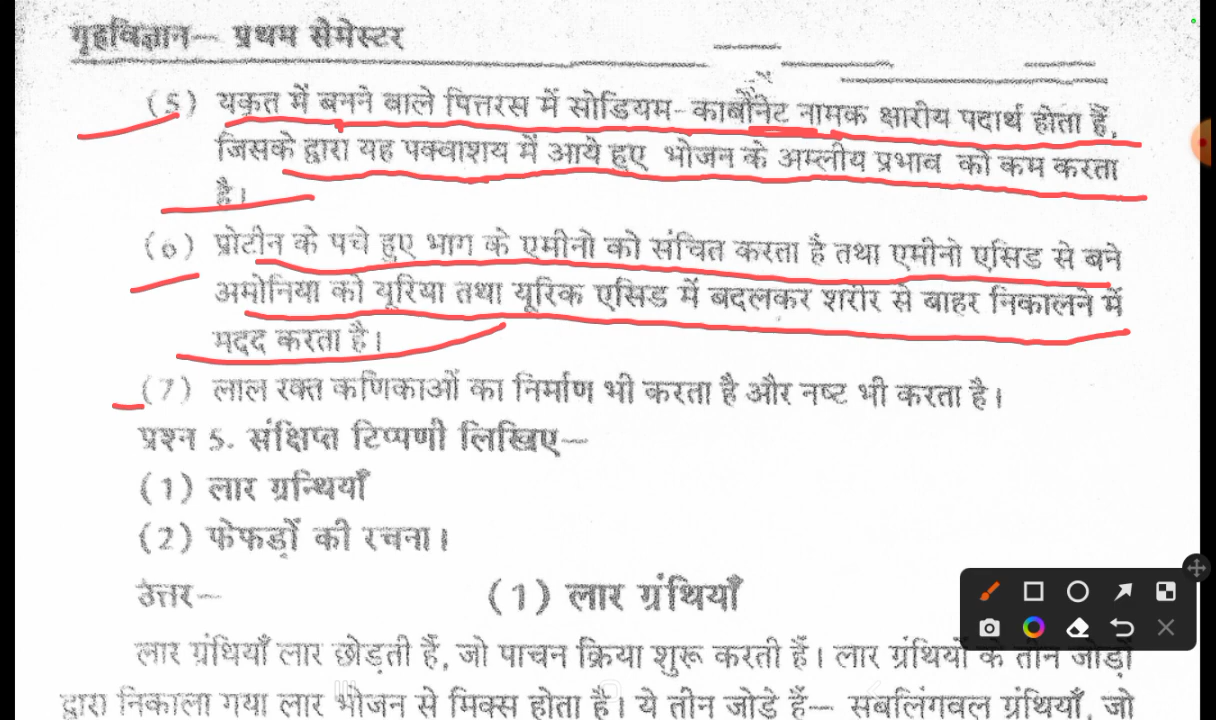 गृहविज्ञान— प्रथम सेमेस्टर
(5) यकृत में बनने वाले पित्तरस में सोडियम-कार्बोनेट नामक क्षारीय पदार्थ होता हैं,
जिसके द्वारा यह पक्वाशय में आये हुए भोजन के अम्लीय प्रभाव को कम करता
है।
(6) प्रोटीन के पचे हुए भाग के एमीनो को संचित करता है तथा एमीनो एसिड से बने
अमोनिया को यूरिया तथा यूरिक एसिड में बदलकर शरीर से बाहर निकालने में
मदद करता है।
(7) लाल रक्त कणिकाओं का निर्माण भी करता है और नष्ट भी करता है।
प्रश्न 5. संक्षिप्त टिप्पणी लिखिए—
(1) लार ग्रन्थियाँ
(2) फेफड़ों की रचना।
उत्तर— (1) लार ग्रंथियाँ
लार ग्रंथियाँ लार छोड़ती हैं, जो पाचन क्रिया शुरू करती हैं। लार ग्रंथियों के तीन जोड़ों
द्वारा निकाला गया लार भोजन से मिक्स होता है। ये तीन जोड़े हैं— सबलिंगवल ग्रंथियाँ, जो